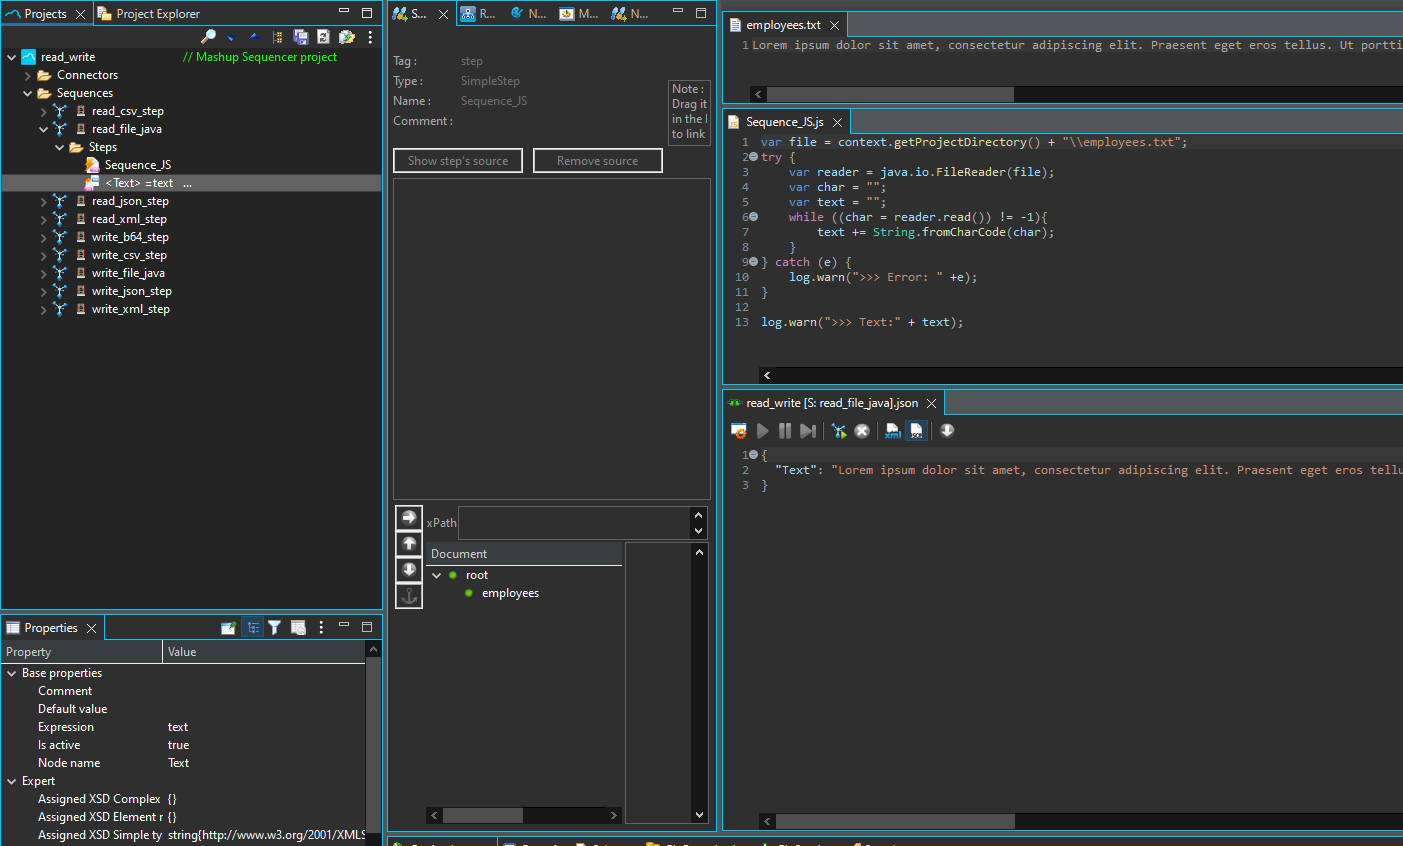 Projects
Project Explorer
read_write // Mashup Sequencer project
Connectors
Sequences
read_csv_step
read_file_java
Steps
Sequence_JS
<Text> =text ...
read_json_step
read_xml_step
write_b64_step
write_csv_step
write_file_java
write_json_step
write_xml_step
Properties
Property Value
Base properties
Comment
Default value
Expression text
Is active true
Node name Text
Expert
Assigned XSD Complex {}
Assigned XSD Element r {}
Assigned XSD Simple ty string{http://www.w3.org/2001/XMLS
S...
R...
N...
M...
N...
Tag : step
Type : SimpleStep
Name : Sequence_JS
Comment :
Note :
Drag it
in the
to link
Show step's source
Remove source
xPath
Document
root
employees
employees.txt
1 Lorem ipsum dolor sit amet, consectetur adipiscing elit. Praesent eget eros tellus. Ut portti
Sequence_JS.js
1 var file = context.getProjectDirectory() + "\\employees.txt";
2 try {
3 var reader = java.io.FileReader(file);
4 var char = "";
5 var text = "";
6 while ((char = reader.read()) != -1){
7 text += String.fromCharCode(char);
8 }
9 } catch (e) {
10 log.warn(">>> Error: " +e);
11 }
12
13 log.warn(">>> Text:" + text);
read_write [S: read_file_java].json
xml
JSON
1 {
2 "Text": "Lorem ipsum dolor sit amet, consectetur adipiscing elit. Praesent eget eros tellu
3 }